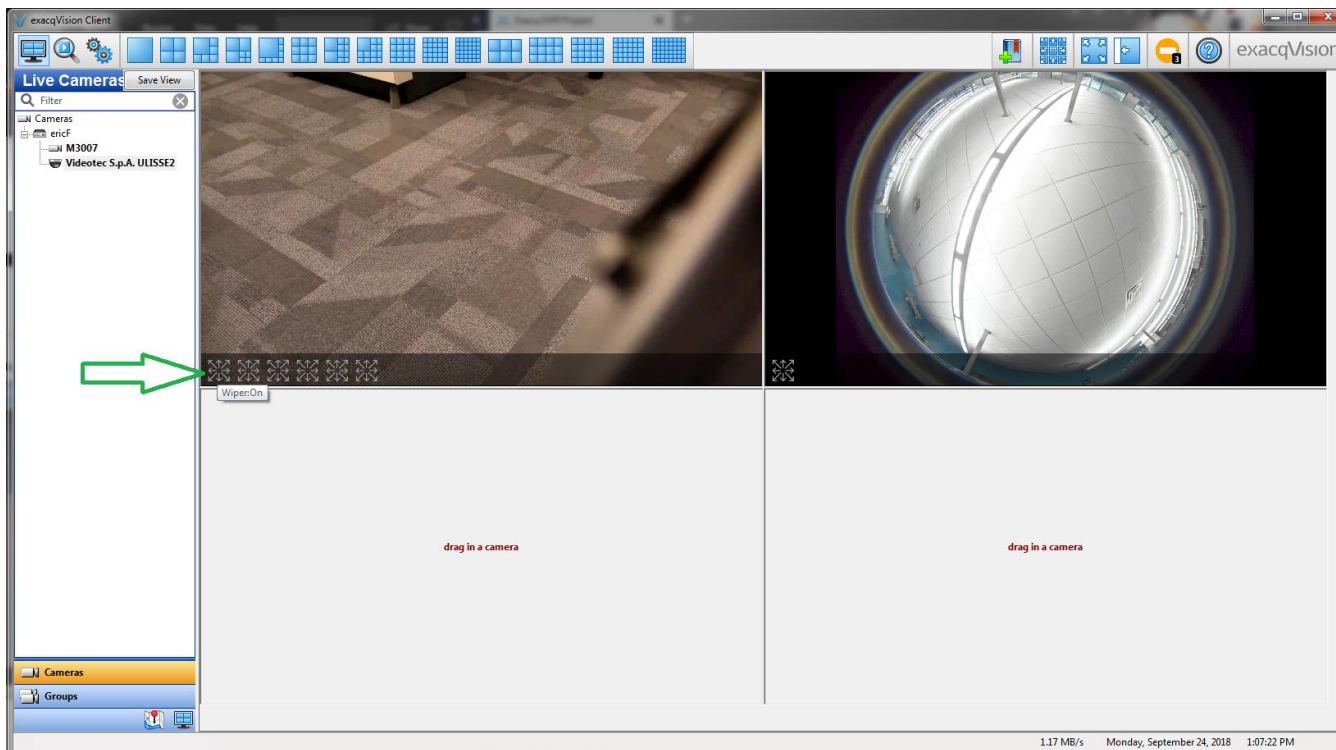 exacqVision Client
exacqVision
Live Cameras
Save View
Filter
Cameras
ericF
M3007
Videotec S.p.A. ULISSE2
Wiper:On
drag in a camera
drag in a camera
Cameras
Groups
3
1.17 MB/s Monday, September 24, 2018 1:07:22 PM